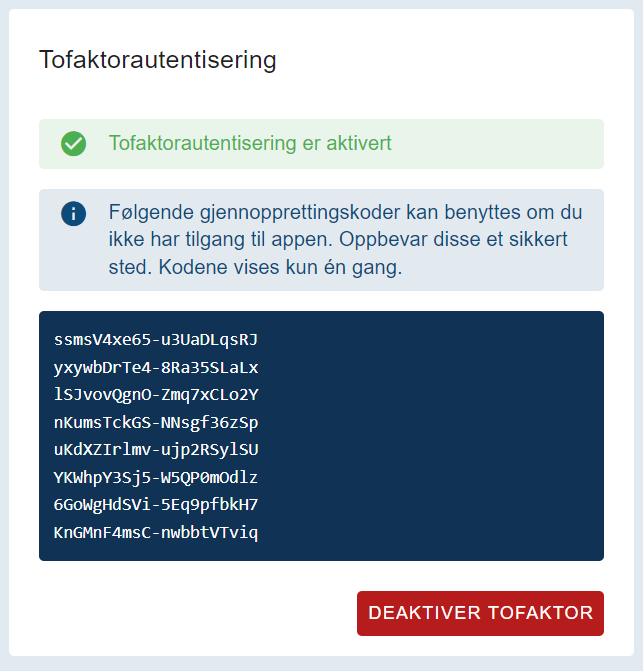 Tofaktorautentisering
Tofaktorautentisering er aktivert
Følgende gjennopprettingskoder kan benyttes om du
ikke har tilgang til appen. Oppbevar disse et sikkert
sted. Kodene vises kun én gang.
ssmsV4xe65-u3UaDLqsRJ
yxywbDrTe4-8Ra35SLaLx
lSJvovQgnO-Zmq7xCLo2Y
nKumsTckGS-NNsgf36zSp
uKdXZIrlmv-ujp2RSylSU
YKWhpY3Sj5-W5QP0mOdlz
6GoWgHdSVi-5Eq9pfbkH7
KnGMnF4msC-nwbbtVTviq
DEAKTIVER TOFAKTOR